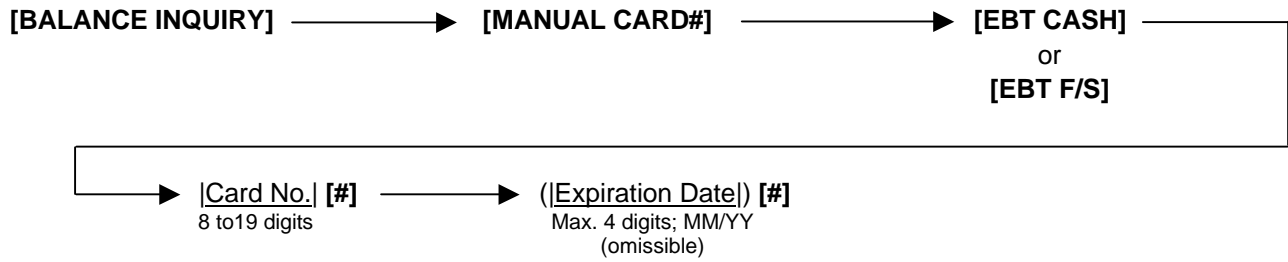 [BALANCE INQUIRY] [MANUAL CARD#] [EBT CASH]
or
[EBT F/S]
|Card No.| [#] (|Expiration Date|) [#]
8 to19 digits Max. 4 digits; MM/YY
(omissible)